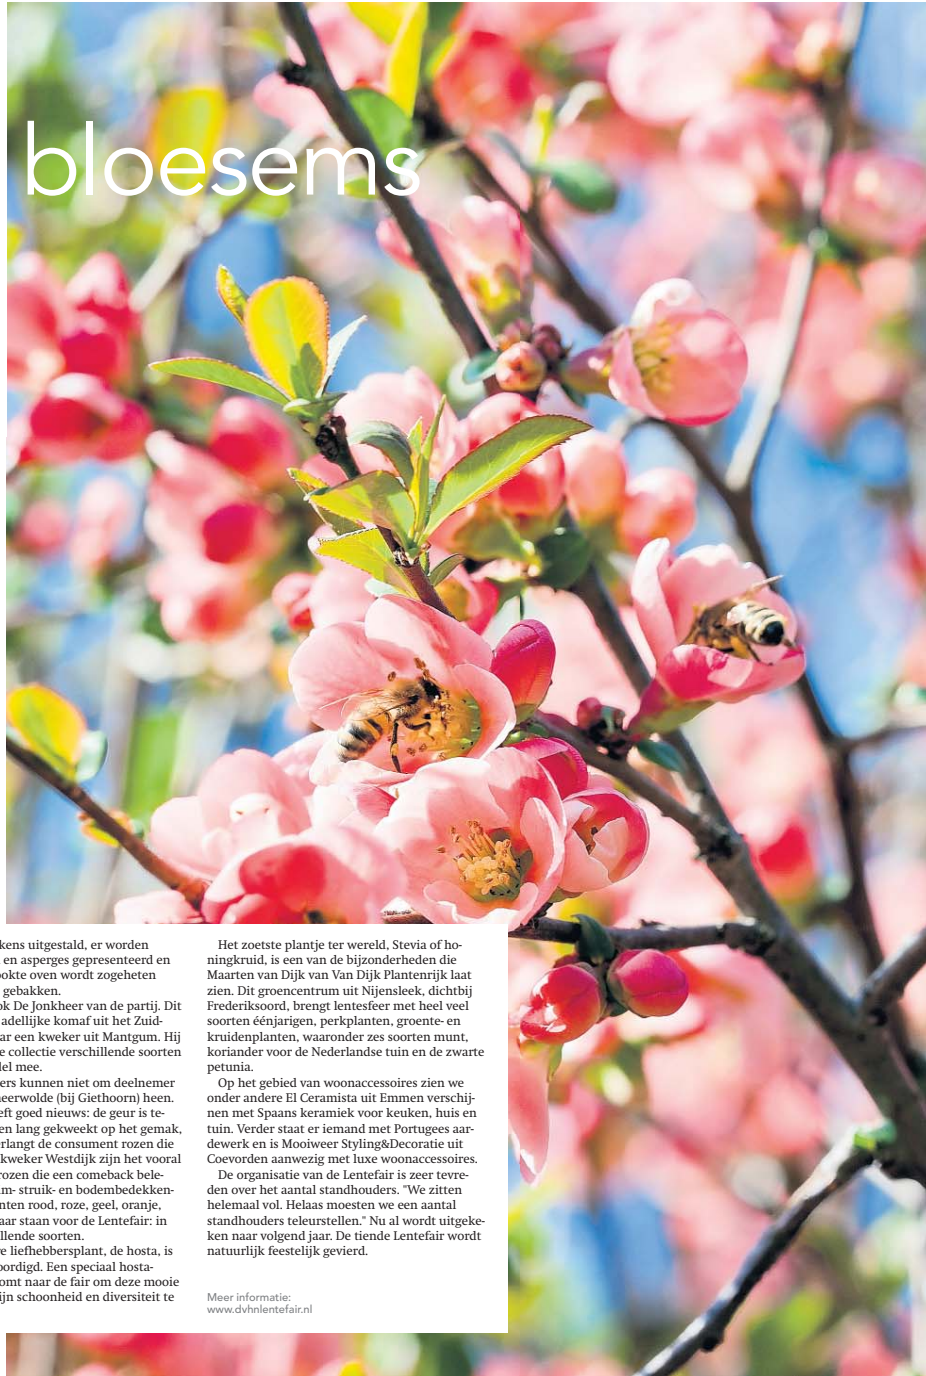 bloesems
kens uitgestald, er worden
en asperges gepresenteerd en
ookte oven wordt zogeheten
gebakken.
ok De Jonkheer van de partij. Dit
adellijke komaf uit het Zuid-
ar een kweker uit Mantgum. Hij
e collectie verschillende soorten
del mee.
ers kunnen niet om deelnemer
heerwolde (bij Giethoorn) heen.
eft goed nieuws: de geur is te-
en lang gekweekt op het gemak,
erlangt de consument rozen die
kweker Westdijk zijn het vooral
rozen die een comeback bele-
m- struik- en bodembedekken-
nten rood, roze, geel, oranje,
aar staan voor de Lentefair: in
llende soorten.
e liefhebbersplant, de hosta, is
oordigd. Een speciaal hosta-
omt naar de fair om deze mooie
ijn schoonheid en diversiteit te
Het zoetste plantje ter wereld, Stevia of ho-
ningkruid, is een van de bijzonderheden die
Maarten van Dijk van Van Dijk Plantenrijk laat
zien. Dit groencentrum uit Nijensleek, dichtbij
Frederiksoord, brengt lentesfeer met heel veel
soorten éénjarigen, perkplanten, groente- en
kruidenplanten, waaronder zes soorten munt,
koriander voor de Nederlandse tuin en de zwarte
petunia.
Op het gebied van woonaccessoires zien we
onder andere El Ceramista uit Emmen verschij-
nen met Spaans keramiek voor keuken, huis en
tuin. Verder staat er iemand met Portugees aar-
dewerk en is Mooiweer Styling&Decoratie uit
Coevorden aanwezig met luxe woonaccessoires.
De organisatie van de Lentefair is zeer tevre-
den over het aantal standhouders. "We zitten
helemaal vol. Helaas moesten we een aantal
standhouders teleurstellen." Nu al wordt uitgeke-
ken naar volgend jaar. De tiende Lentefair wordt
natuurlijk feestelijk gevierd.
Meer informatie:
www.dvhnlentefair.nl